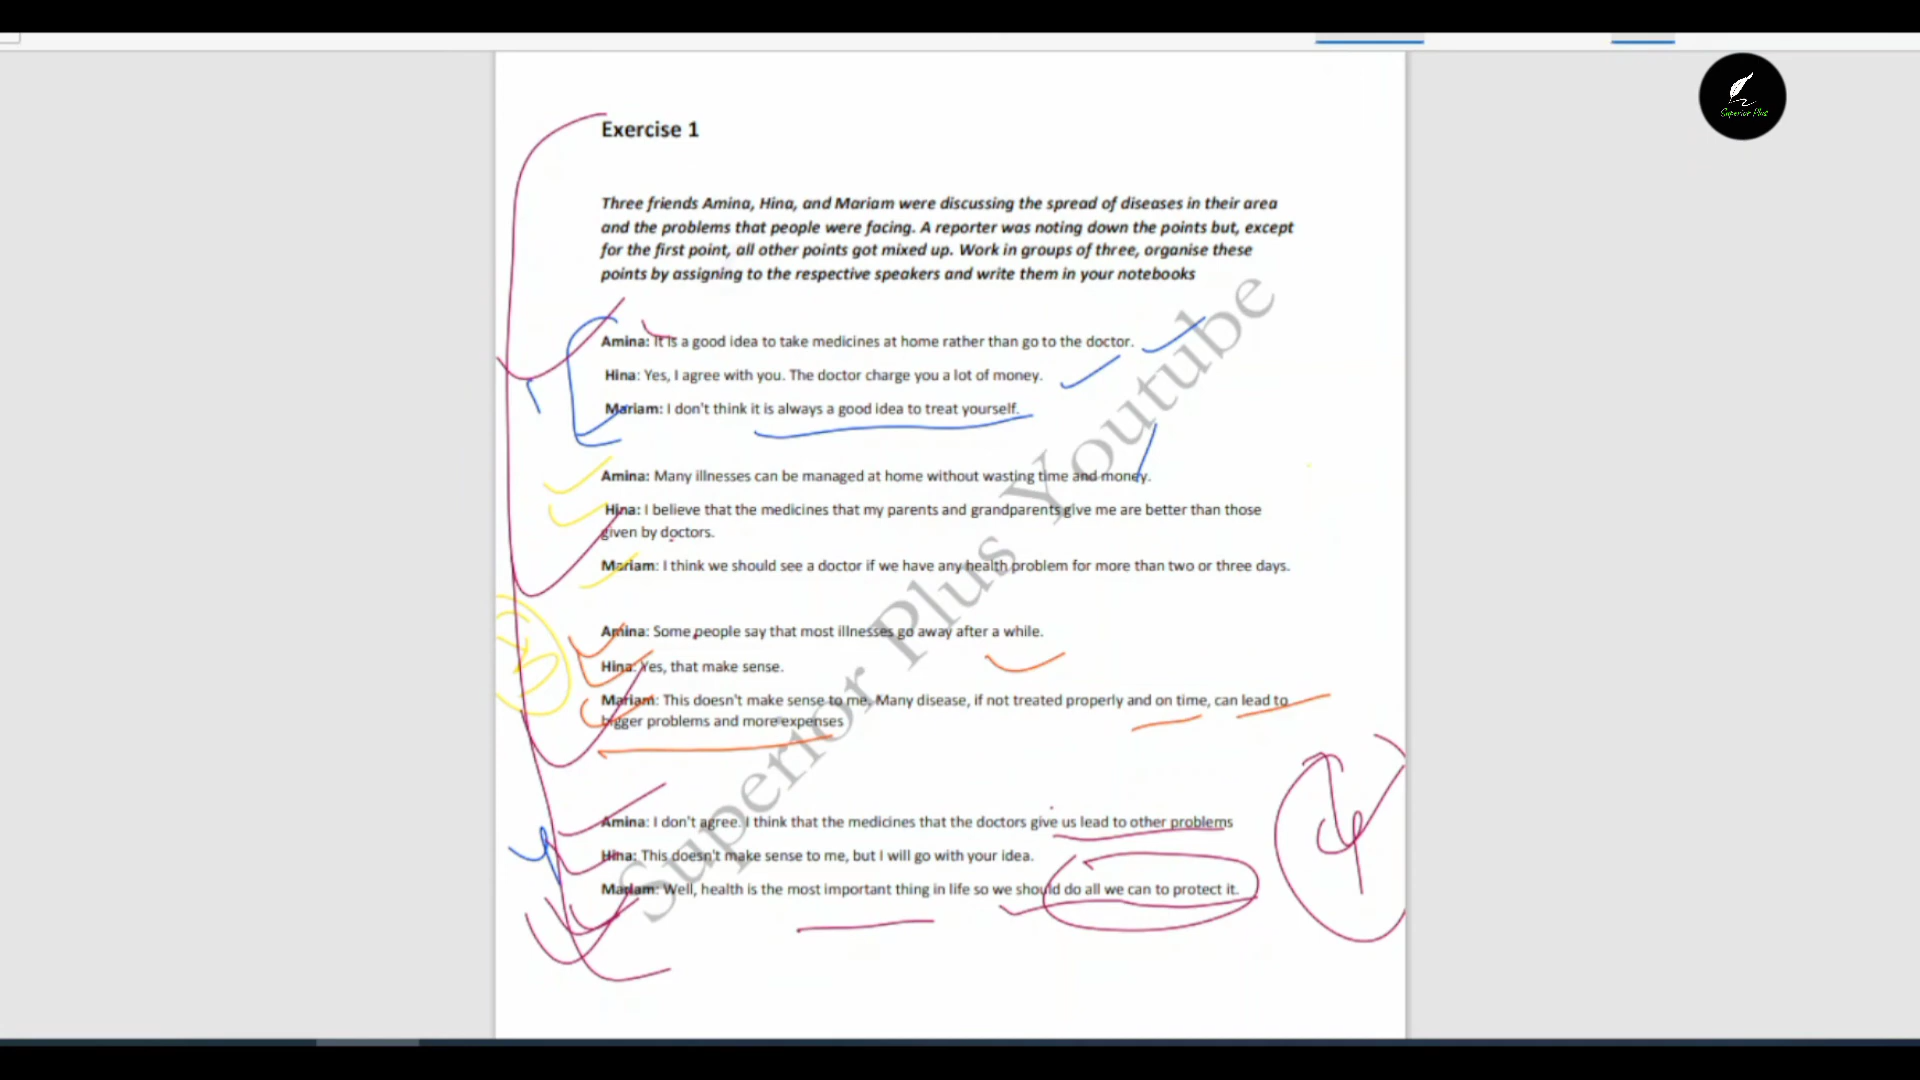 Superior Plus
Exercise 1
Three friends Amina, Hina, and Mariam were discussing the spread of diseases in their area
and the problems that people were facing. A reporter was noting down the points but, except
for the first point, all other points got mixed up. Work in groups of three, organise these
points by assigning to the respective speakers and write them in your notebooks
Amina: It is a good idea to take medicines at home rather than go to the doctor.
Hina: Yes, I agree with you. The doctor charge you a lot of money.
Mariam: I don't think it is always a good idea to treat yourself.
Amina: Many illnesses can be managed at home without wasting time and money.
Hina: I believe that the medicines that my parents and grandparents give me are better than those
given by doctors.
Mariam: I think we should see a doctor if we have any health problem for more than two or three days.
Amina: Some people say that most illnesses go away after a while.
Hina: Yes, that make sense.
Mariam: This doesn't make sense to me. Many disease, if not treated properly and on time, can lead to
bigger problems and more expenses
Amina: I don't agree. I think that the medicines that the doctors give us lead to other problems
Hina: This doesn't make sense to me, but I will go with your idea.
Mariam: Well, health is the most important thing in life so we should do all we can to protect it.
Superior Plus Youtube